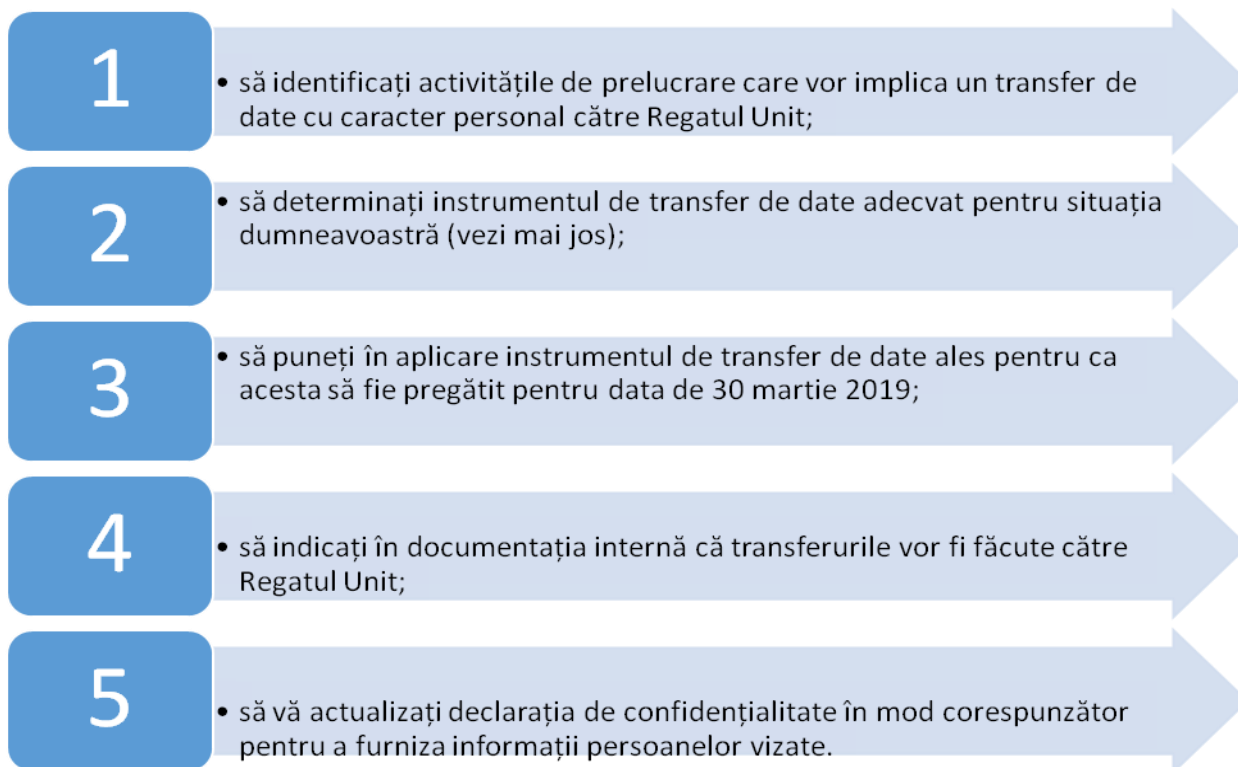 1
• să identificați activitățile de prelucrare care vor implica un transfer de
date cu caracter personal către Regatul Unit;
2
• să determinați instrumentul de transfer de date adecvat pentru situația
dumneavoastră (vezi mai jos);
3
• să puneți în aplicare instrumentul de transfer de date ales pentru ca
acesta să fie pregătit pentru data de 30 martie 2019;
4
• să indicați în documentația internă că transferurile vor fi făcute către
Regatul Unit;
5
• să vă actualizați declarația de confidențialitate în mod corespunzător
pentru a furniza informații persoanelor vizate.